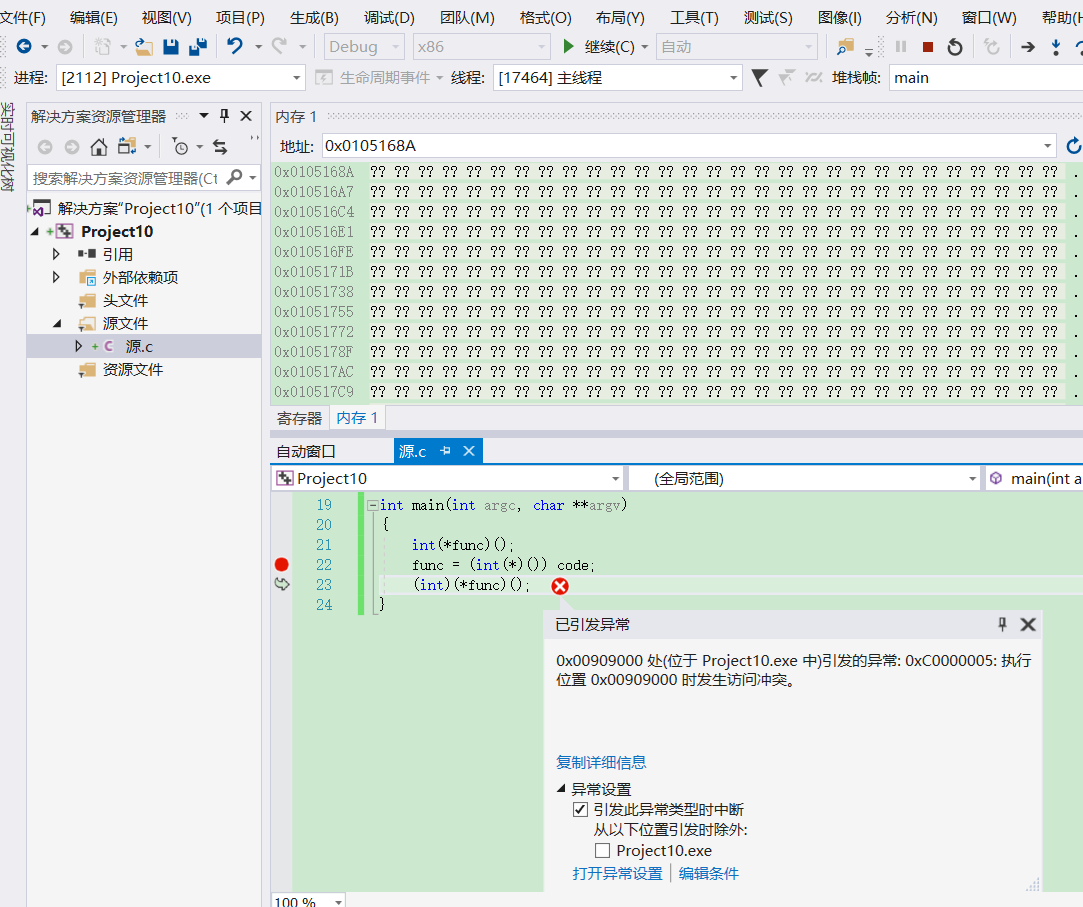 文件(F) 编辑(E) 视图(V) 项目(P) 生成(B) 调试(D) 团队(M) 格式(O) 布局(Y) 工具(T) 测试(S) 图像(I) 分析(N) 窗口(W) 帮助(H
Debug x86 继续(C) 自动
进程: [2112] Project10.exe 生命周期事件 线程: [17464] 主线程 堆栈帧: main
实时可视化树
解决方案资源管理器
搜索解决方案资源管理器(Ct
解决方案"Project10"(1 个项目
Project10
引用
外部依赖项
头文件
源文件
源.c
资源文件
内存 1
地址: 0x0105168A
0x0105168A ?? ?? ?? ?? ?? ?? ?? ?? ?? ?? ?? ?? ?? ?? ?? ?? ?? ?? ?? ?? ?? ?? ?? ?? ?? ?? ?? ?? ?? .
0x010516A7 ?? ?? ?? ?? ?? ?? ?? ?? ?? ?? ?? ?? ?? ?? ?? ?? ?? ?? ?? ?? ?? ?? ?? ?? ?? ?? ?? ?? ?? .
0x010516C4 ?? ?? ?? ?? ?? ?? ?? ?? ?? ?? ?? ?? ?? ?? ?? ?? ?? ?? ?? ?? ?? ?? ?? ?? ?? ?? ?? ?? ?? .
0x010516E1 ?? ?? ?? ?? ?? ?? ?? ?? ?? ?? ?? ?? ?? ?? ?? ?? ?? ?? ?? ?? ?? ?? ?? ?? ?? ?? ?? ?? ?? .
0x010516FE ?? ?? ?? ?? ?? ?? ?? ?? ?? ?? ?? ?? ?? ?? ?? ?? ?? ?? ?? ?? ?? ?? ?? ?? ?? ?? ?? ?? ?? .
0x0105171B ?? ?? ?? ?? ?? ?? ?? ?? ?? ?? ?? ?? ?? ?? ?? ?? ?? ?? ?? ?? ?? ?? ?? ?? ?? ?? ?? ?? ?? .
0x01051738 ?? ?? ?? ?? ?? ?? ?? ?? ?? ?? ?? ?? ?? ?? ?? ?? ?? ?? ?? ?? ?? ?? ?? ?? ?? ?? ?? ?? ?? .
0x01051755 ?? ?? ?? ?? ?? ?? ?? ?? ?? ?? ?? ?? ?? ?? ?? ?? ?? ?? ?? ?? ?? ?? ?? ?? ?? ?? ?? ?? ?? .
0x01051772 ?? ?? ?? ?? ?? ?? ?? ?? ?? ?? ?? ?? ?? ?? ?? ?? ?? ?? ?? ?? ?? ?? ?? ?? ?? ?? ?? ?? ?? .
0x0105178F ?? ?? ?? ?? ?? ?? ?? ?? ?? ?? ?? ?? ?? ?? ?? ?? ?? ?? ?? ?? ?? ?? ?? ?? ?? ?? ?? ?? ?? .
0x010517AC ?? ?? ?? ?? ?? ?? ?? ?? ?? ?? ?? ?? ?? ?? ?? ?? ?? ?? ?? ?? ?? ?? ?? ?? ?? ?? ?? ?? ?? .
0x010517C9 ?? ?? ?? ?? ?? ?? ?? ?? ?? ?? ?? ?? ?? ?? ?? ?? ?? ?? ?? ?? ?? ?? ?? ?? ?? ?? ?? ?? ?? .
寄存器 内存 1
自动窗口 源.c
Project10 (全局范围) main(int a
19 int main(int argc, char **argv)
20 {
21 int(*func)();
22 func = (int(*)()) code;
23 (int)(*func)();
24 }
已引发异常
0x00909000 处(位于 Project10.exe 中)引发的异常: 0xC0000005: 执行
位置 0x00909000 时发生访问冲突。
复制详细信息
异常设置
引发此异常类型时中断
从以下位置引发时除外:
Project10.exe
打开异常设置 编辑条件
100 %